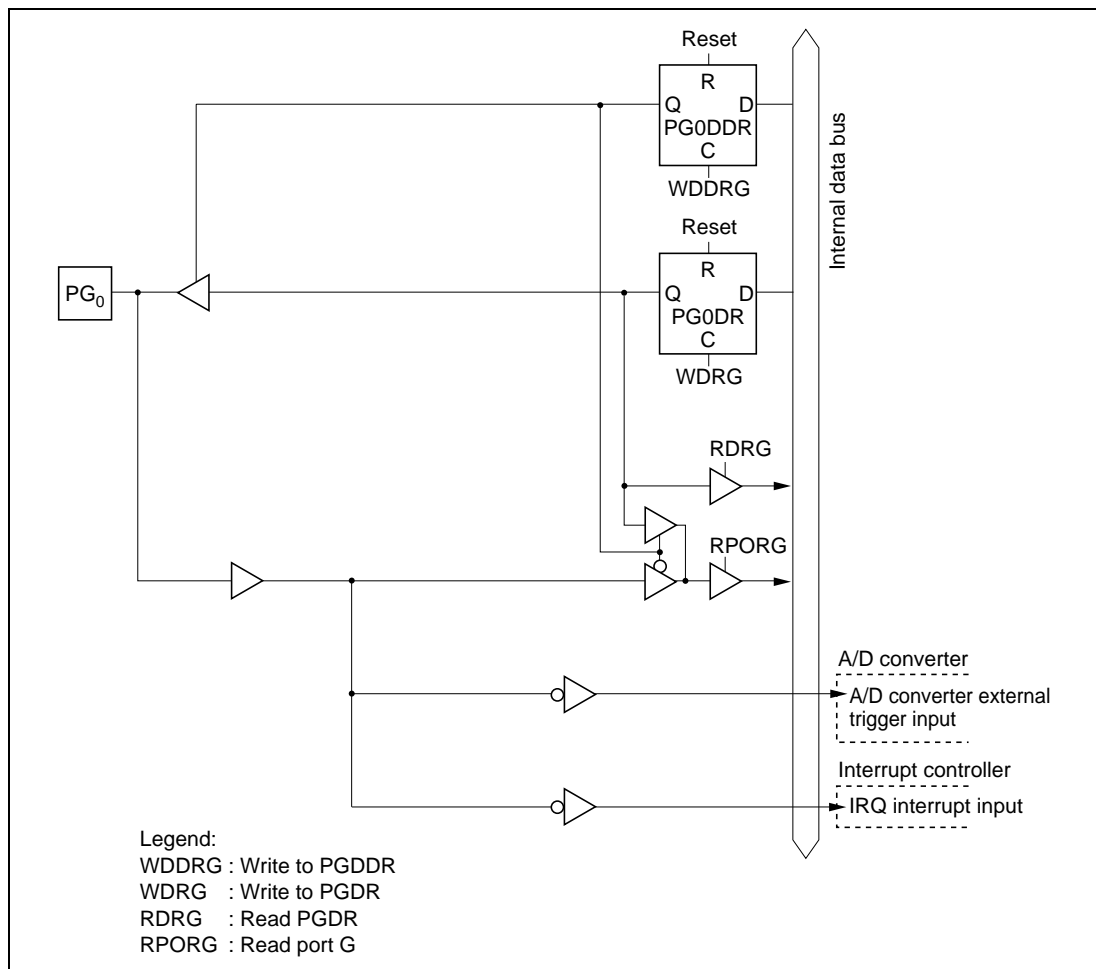 Reset
R
Q D
PG0DDR
C
WDDRG
Internal data bus
Reset
R
PG0
Q D
PG0DR
C
WDRG
RDRG
RPORG
A/D converter
A/D converter external
trigger input
Interrupt controller
IRQ interrupt input
Legend:
WDDRG : Write to PGDDR
WDRG : Write to PGDR
RDRG : Read PGDR
RPORG : Read port G